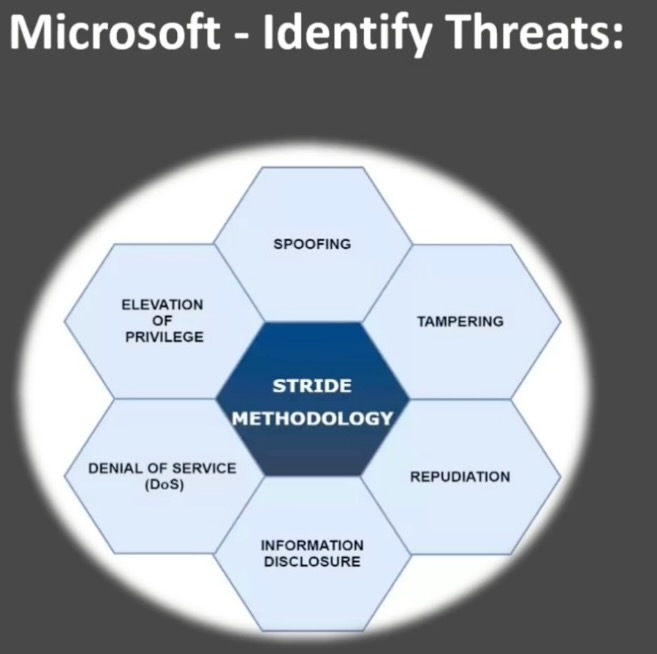 Microsoft - Identify Threats:
SPOOFING
TAMPERING
REPUDIATION
INFORMATION
DISCLOSURE
DENIAL OF SERVICE
(DoS)
ELEVATION
OF
PRIVILEGE
STRIDE
METHODOLOGY